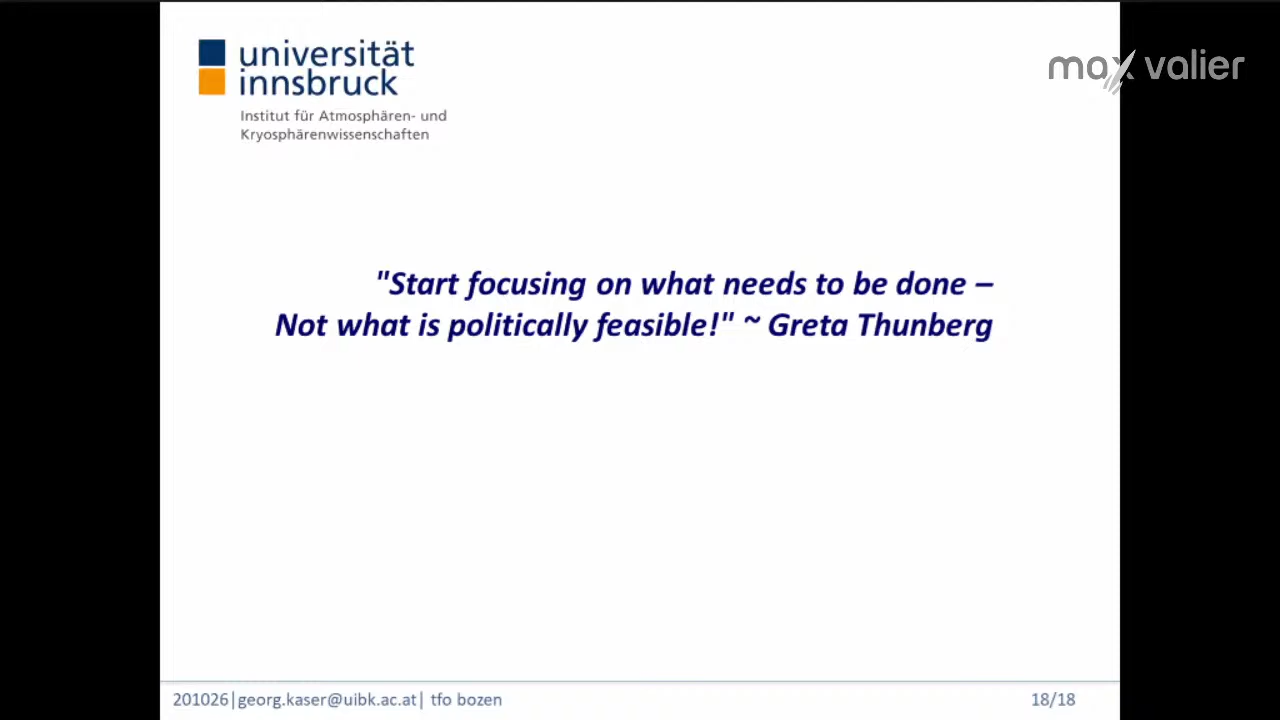 universität
innsbruck
Institut für Atmosphären- und
Kryosphärenwissenschaften
max valier
"Start focusing on what needs to be done –
Not what is politically feasible!" ~ Greta Thunberg
201026|georg.kaser@uibk.ac.at| tfo bozen
18/18